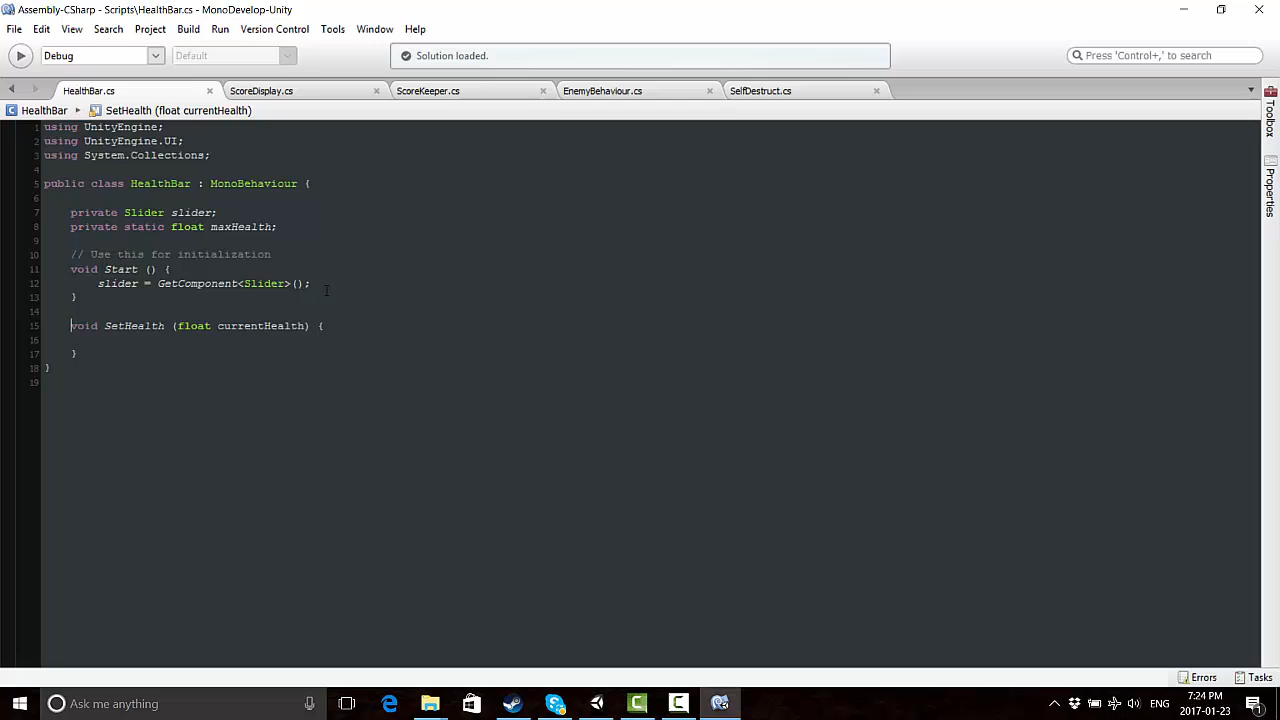 Assembly-CSharp - Scripts\HealthBar.cs - MonoDevelop-Unity
File Edit View Search Project Build Run Version Control Tools Window Help
Debug Default Solution loaded. Press 'Control+,' to search
HealthBar.cs ScoreDisplay.cs ScoreKeeper.cs EnemyBehaviour.cs SelfDestruct.cs
HealthBar SetHealth (float currentHealth)
1 using UnityEngine;
2 using UnityEngine.UI;
3 using System.Collections;
4
5 public class HealthBar : MonoBehaviour {
6
7 private Slider slider;
8 private static float maxHealth;
9
10 // Use this for initialization
11 void Start () {
12 slider = GetComponent<Slider>();
13 }
14
15 void SetHealth (float currentHealth) {
16
17 }
18 }
19
Toolbox
Properties
Errors Tasks
Ask me anything
ENG
7:24 PM
2017-01-23
1